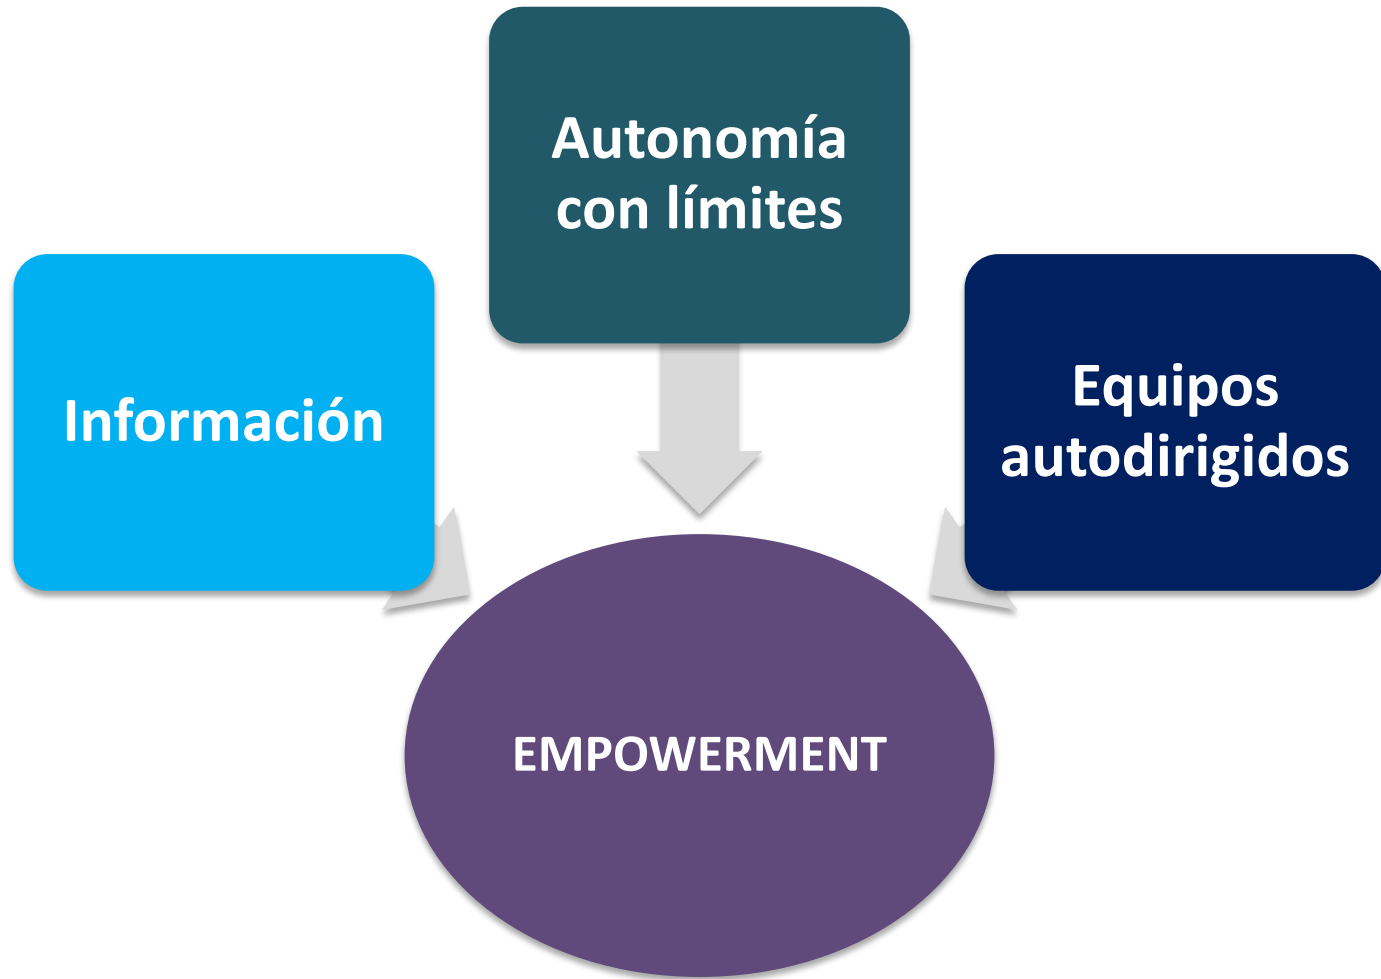 Autonomía
con límites
Información
Equipos
autodirigidos
EMPOWERMENT